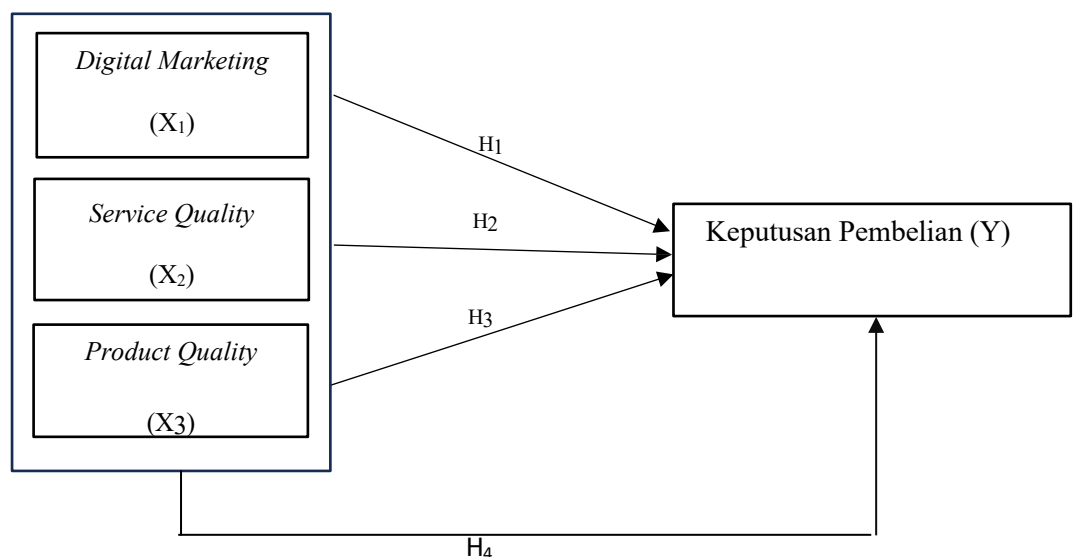 Digital Marketing
(X₁)
H1
Service Quality
(X₂)
H2
Keputusan Pembelian (Y)
Product Quality
(X3)
H3
H₄